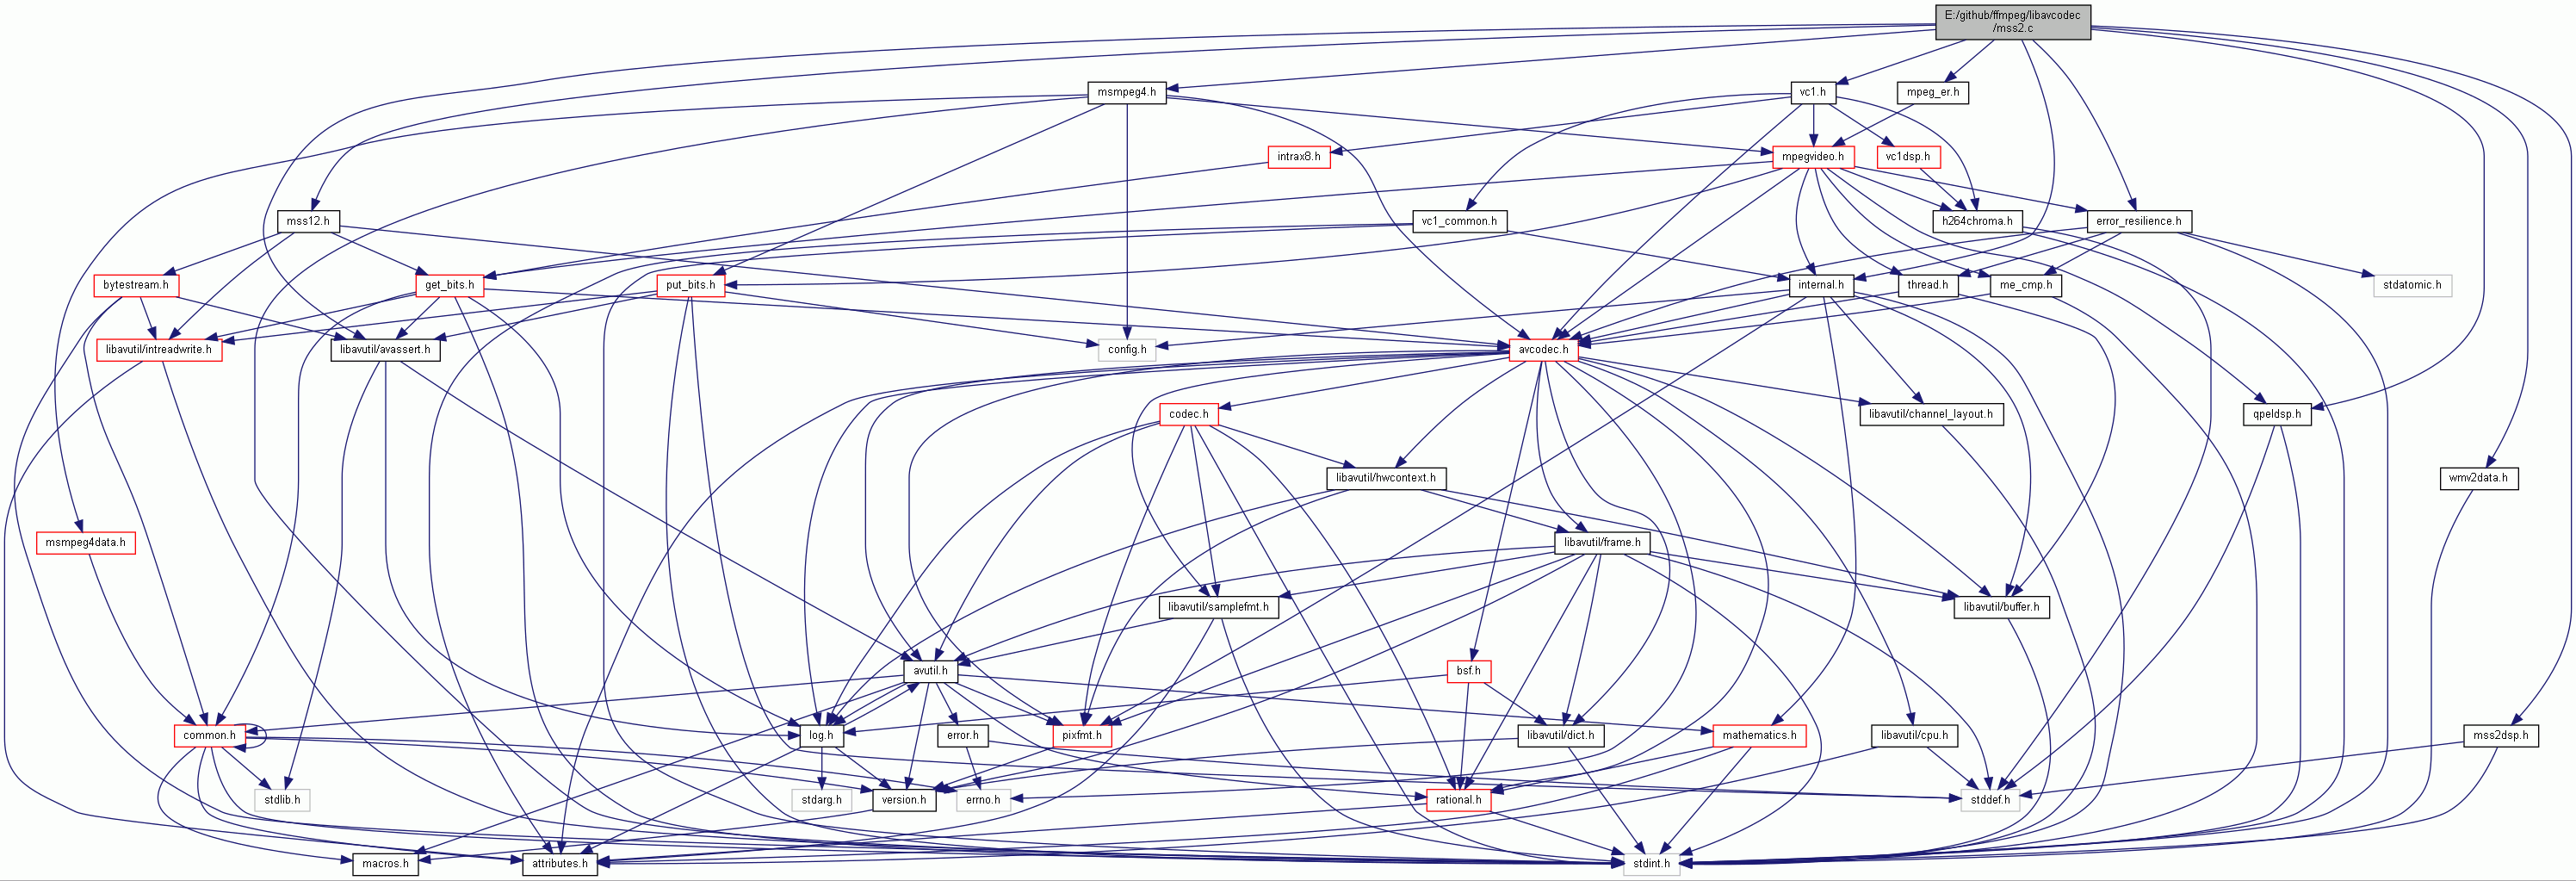 E:/github/ffmpeg/libavcodec
/mss2.c
msmpeg4.h
vc1.h
mpeg_er.h
intrax8.h
mpegvideo.h
vc1dsp.h
mss12.h
vc1_common.h
h264chroma.h
error_resilience.h
bytestream.h
get_bits.h
put_bits.h
internal.h
thread.h
me_cmp.h
stdatomic.h
libavutil/intreadwrite.h
libavutil/avassert.h
config.h
avcodec.h
codec.h
libavutil/channel_layout.h
qpeldsp.h
libavutil/hwcontext.h
wmv2data.h
msmpeg4data.h
libavutil/frame.h
libavutil/samplefmt.h
libavutil/buffer.h
avutil.h
bsf.h
common.h
log.h
error.h
pixfmt.h
libavutil/dict.h
mathematics.h
libavutil/cpu.h
mss2dsp.h
stdlib.h
stdarg.h
version.h
errno.h
rational.h
stddef.h
macros.h
attributes.h
stdint.h